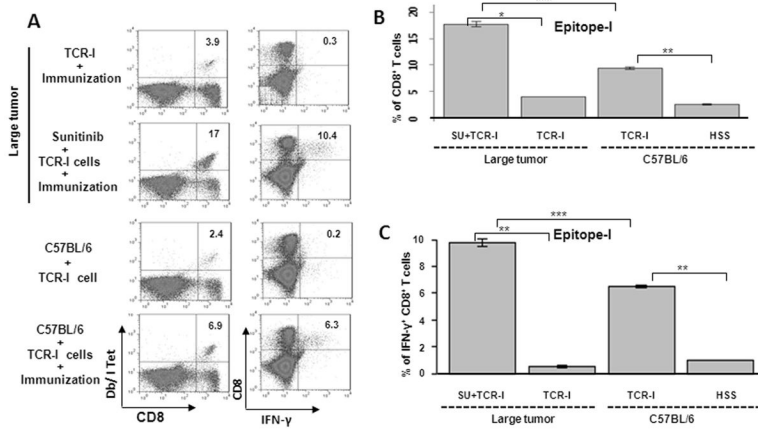 A
Large tumor
TCR-I
+
Immunization
3.9
0.3
Sunitinib
+
TCR-I cells
+
Immunization
17
10.4
C57BL/6
+
TCR-I cell
2.4
0.2
C57BL/6
+
TCR-I cells
+
Immunization
6.9
6.3
Db/ I Tet
CD8
CD8
IFN-γ
B
% of CD8⁺ T cells
20
15
10
5
0
Epitope-I
*
**
SU+TCR-I
TCR-I
TCR-I
HSS
Large tumor
C57BL/6
C
% of IFN-γ⁺ CD8⁺ T cells
10
8
6
4
2
0
***
Epitope-I
**
**
SU+TCR-I
TCR-I
TCR-I
HSS
Large tumor
C57BL/6